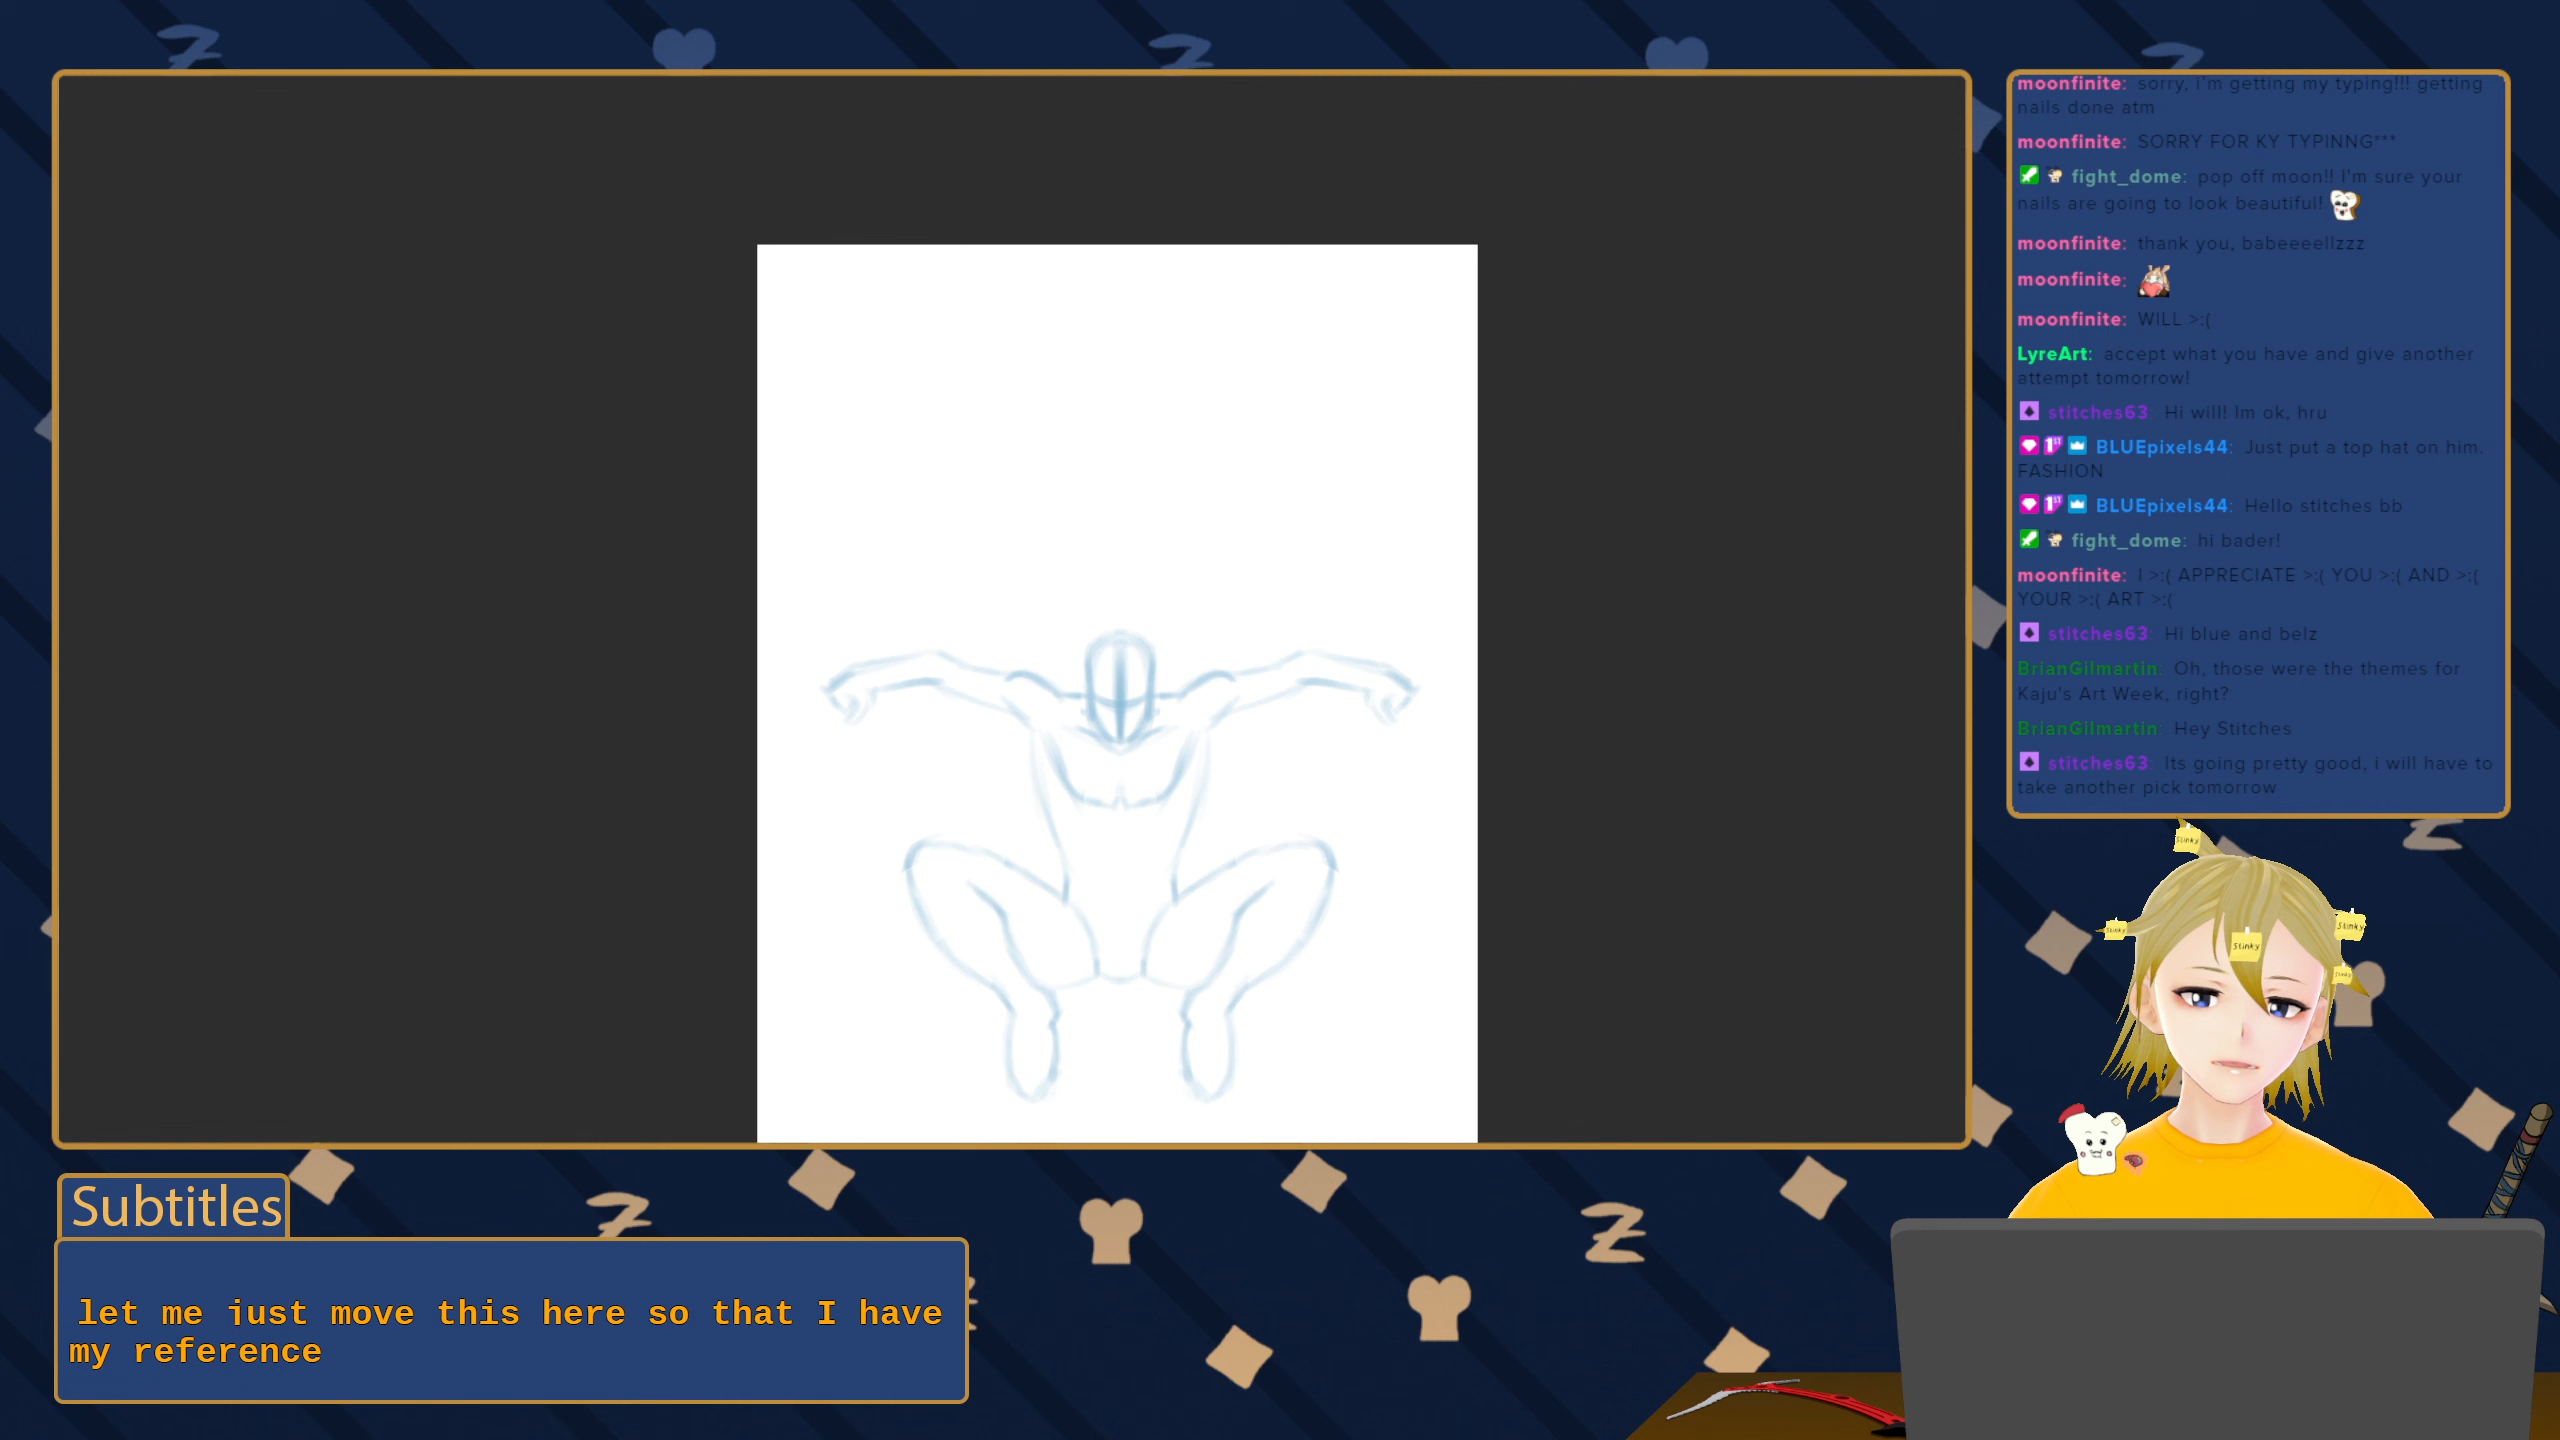 moonfinite: sorry, i'm getting my typing!!! getting
nails done atm
moonfinite: SORRY FOR KY TYPINNG***
fight_dome: pop off moon!! I'm sure your
nails are going to look beautiful!
moonfinite: thank you, babeeeellzzz
moonfinite:
moonfinite: WILL >:(
LyreArt: accept what you have and give another
attempt tomorrow!
stitches63: Hi will! Im ok, hru
BLUEpixels44: Just put a top hat on him.
FASHION
BLUEpixels44: Hello stitches bb
fight_dome: hi bader!
moonfinite: I >:( APPRECIATE >:( YOU >:( AND >:(
YOUR >:( ART >:(
stitches63: Hi blue and belz
BrianGilmartin: Oh, those were the themes for
Kaju's Art Week, right?
BrianGilmartin: Hey Stitches
stitches63: Its going pretty good, i will have to
take another pick tomorrow
Stinky
Stinky
Stinky
Stinky
Stinky
Subtitles
let me just move this here so that I have
my reference